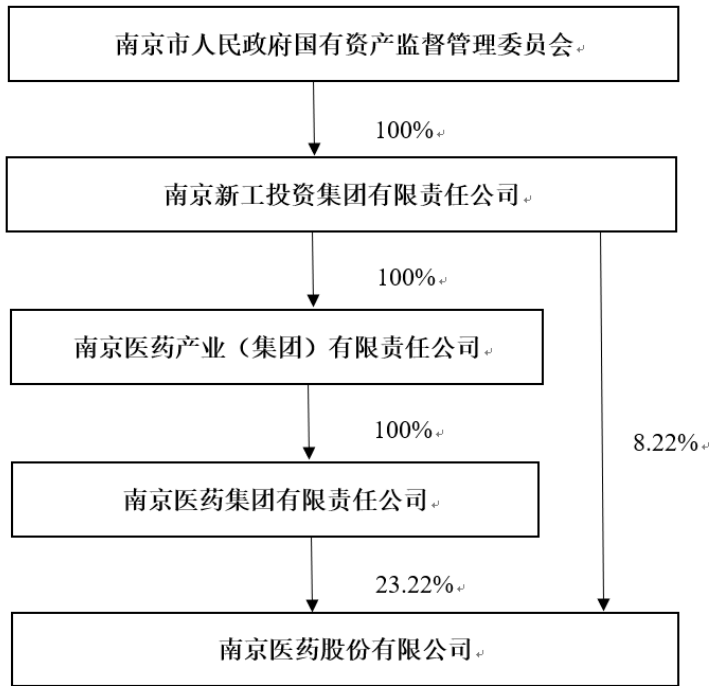 南京市人民政府国有资产监督管理委员会
100%
南京新工投资集团有限责任公司
100%
南京医药产业（集团）有限责任公司
100%
8.22%
南京医药集团有限责任公司
23.22%
南京医药股份有限公司